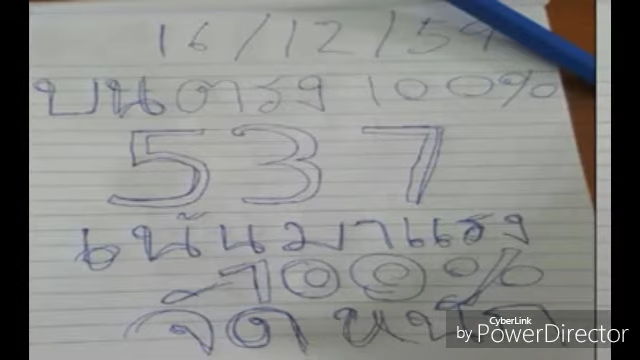 16/12/59
บนตรง 100%
537
เน้นมาแรง
100%
จัด หนัก
CyberLink
by PowerDirector